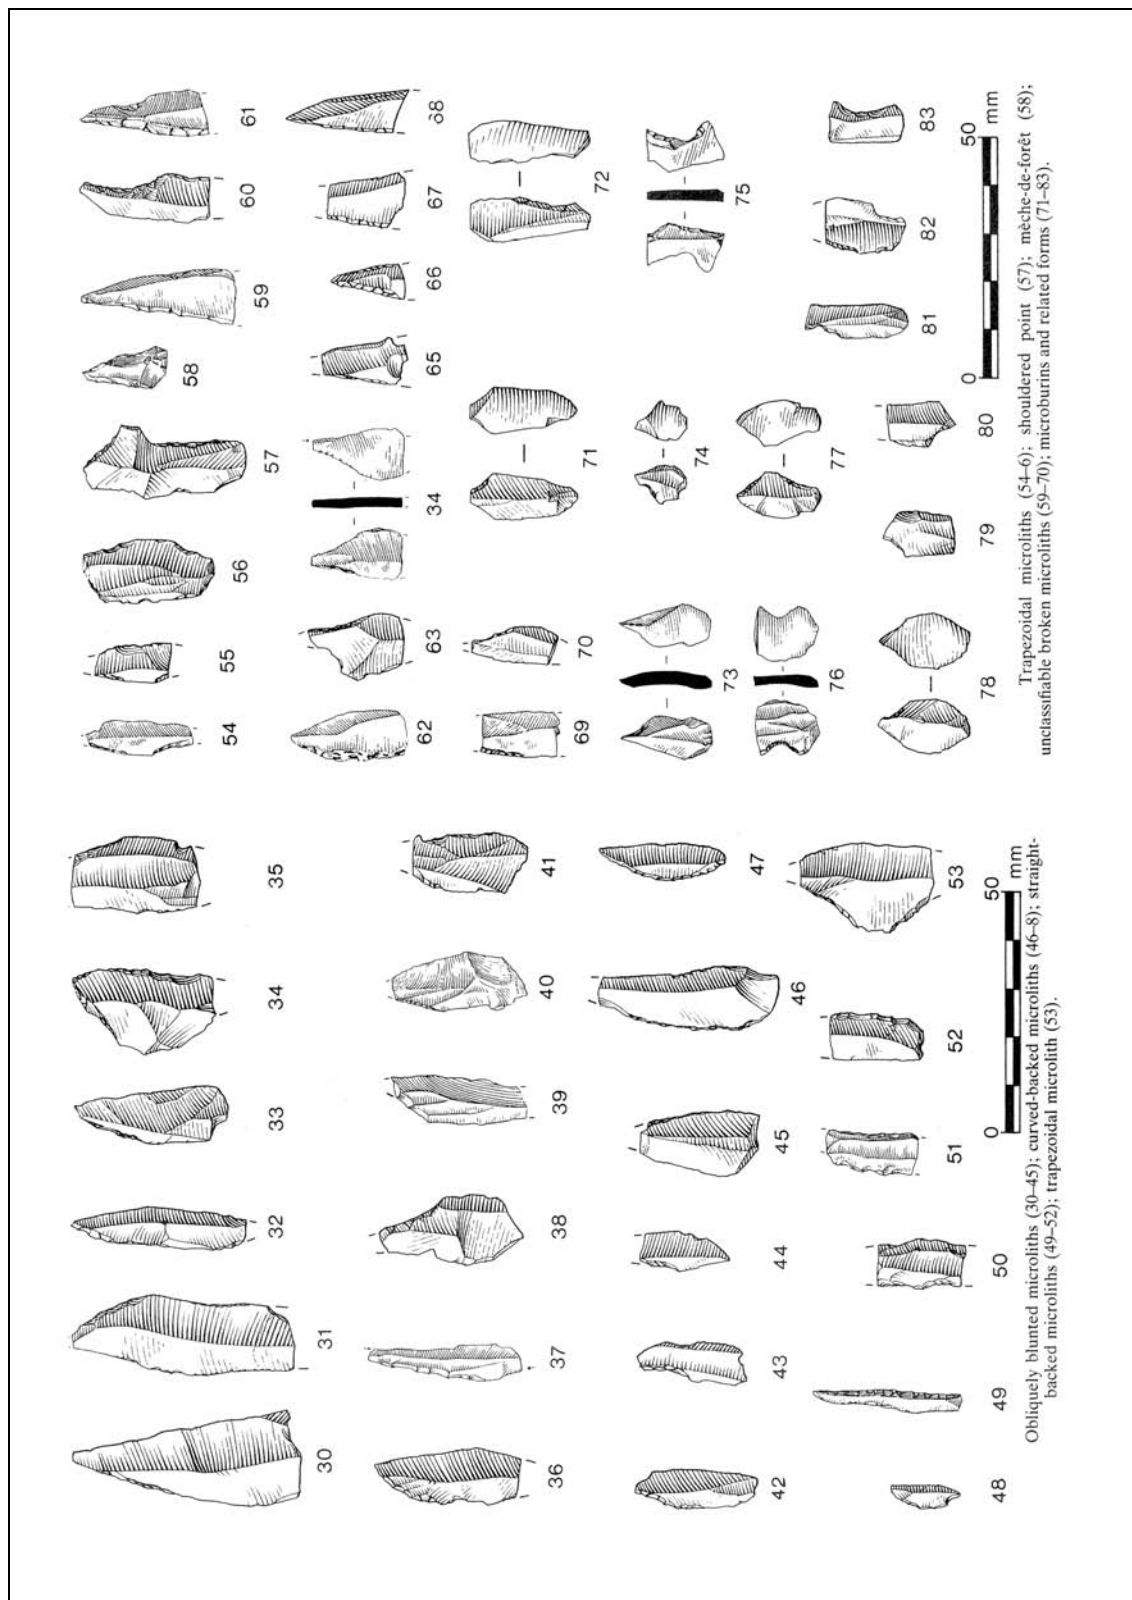 30 31 32 33 34 35
36 37 38 39 40 41
42 43 44 45 46 47
48 49 50 51 52 53
0 50 mm
Obliquely blunted microliths (30–45); curved-backed microliths (46–8); straight-
backed microliths (49–52); trapezoidal microlith (53).
54 55 56 57 58 59 60 61
62 63 34 65 66 67 68
69 70 71 72
73 74 75
76 77
78 79 80 81 82 83
0 50 mm
Trapezoidal microliths (54–6); shouldered point (57); mèche-de-forêt (58);
unclassifiable broken microliths (59–70); microburins and related forms (71–83).